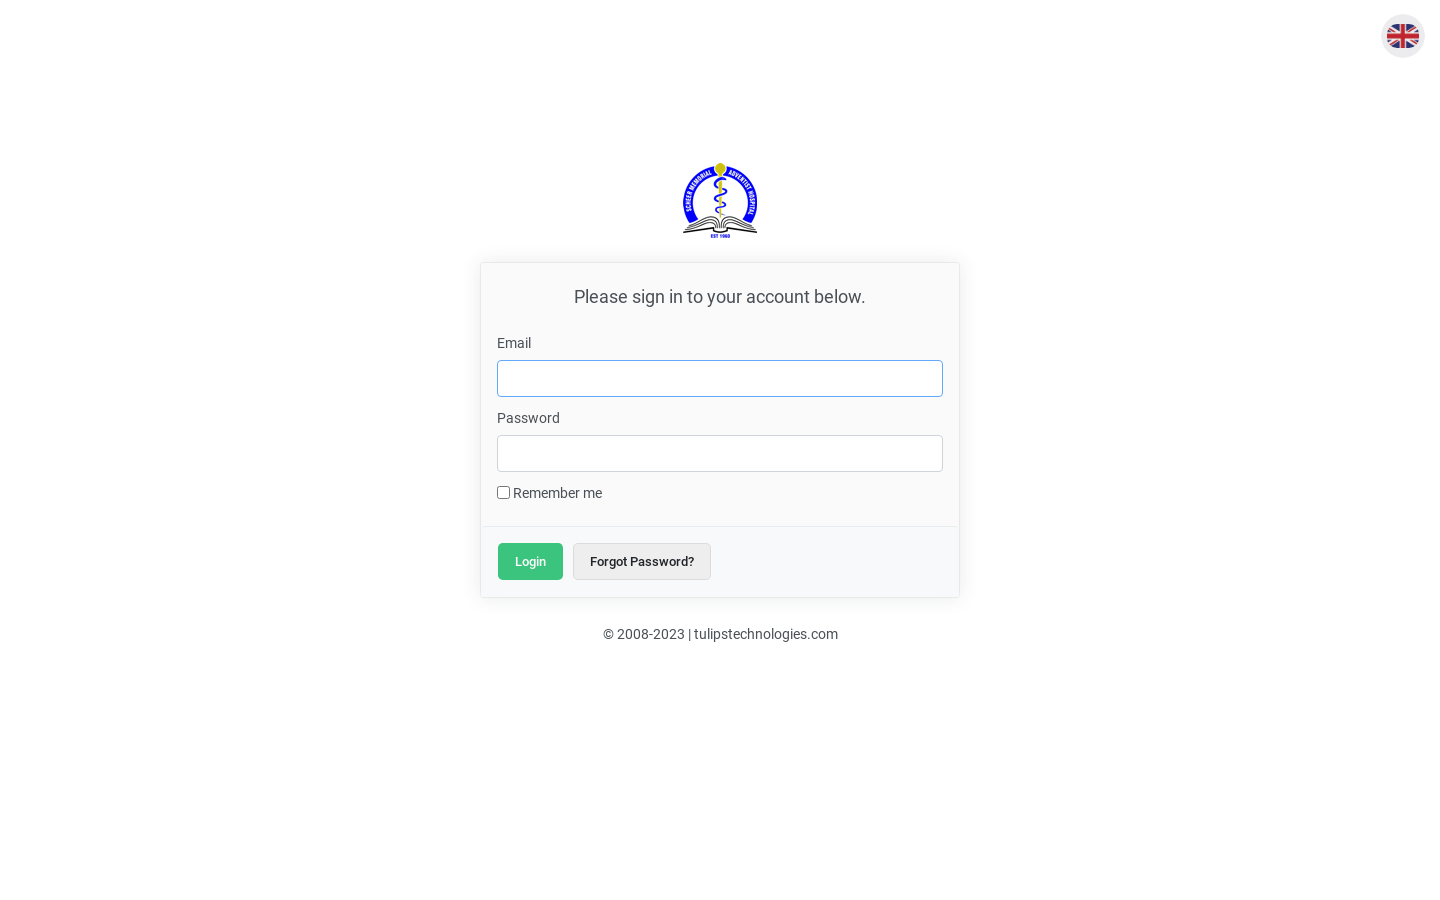 SCHEER MEMORIAL ADVENTIST HOSPITAL
EST 1960
Please sign in to your account below.
Email
Password
Remember me
Login Forgot Password?
© 2008-2023 | tulipstechnologies.com